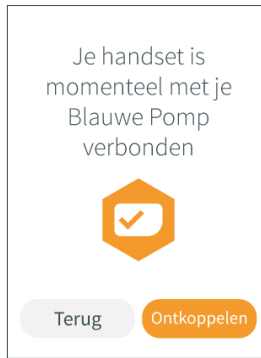 Je handset is
momenteel met je
Blauwe Pomp
verbonden
Terug
Ontkoppelen